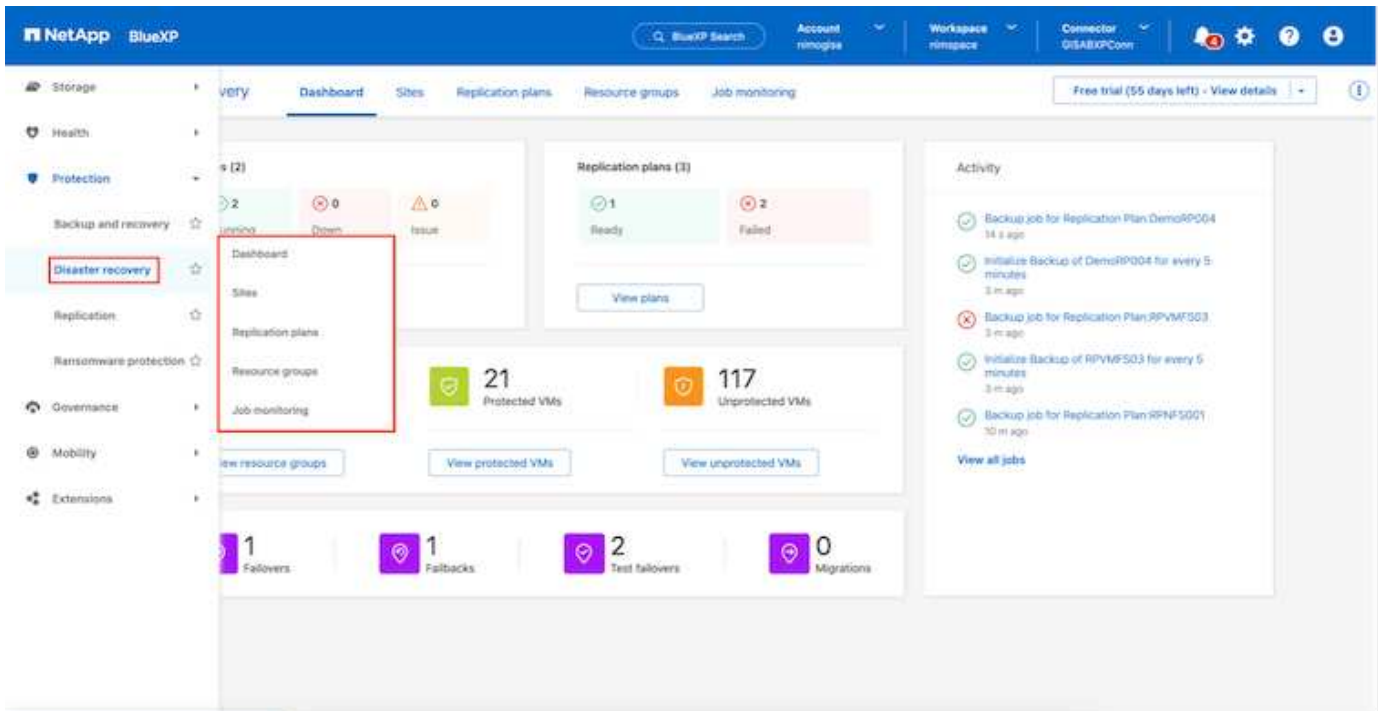 NetApp BlueXP
BlueXP Search
Account
nimogisa
Workspace
nimspace
Connector
GISABXPConn
4
Storage
Health
Protection
Backup and recovery
Disaster recovery
Replication
Ransomware protection
Governance
Mobility
Extensions
very
Dashboard
Sites
Replication plans
Resource groups
Job monitoring
Free trial (55 days left) - View details
s (2)
2
unning
0
Down
0
Issue
Dashboard
Sites
Replication plans
Resource groups
Job monitoring
Replication plans (3)
1
Ready
2
Failed
View plans
21
Protected VMs
117
Unprotected VMs
iew resource groups
View protected VMs
View unprotected VMs
1
Failovers
1
Failbacks
2
Test failovers
0
Migrations
Activity
Backup job for Replication Plan:DemoRP004
14 s ago
Initialize Backup of DemoRP004 for every 5
minutes
3 m ago
Backup job for Replication Plan:RPVMFS03
3 m ago
Initialize Backup of RPVMFS03 for every 5
minutes
3 m ago
Backup job for Replication Plan:RPNFS001
10 m ago
View all jobs